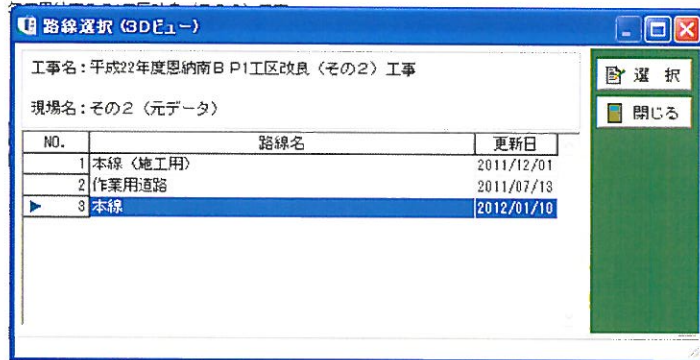 路線選択 (3Dビュー)
工事名：平成22年度恩納南BP1工区改良（その2）工事
現場名：その2（元データ）
選択
閉じる
NO. 路線名 更新日
1 本線（施工用） 2011/12/01
2 作業用道路 2011/07/13
3 本線 2012/01/10